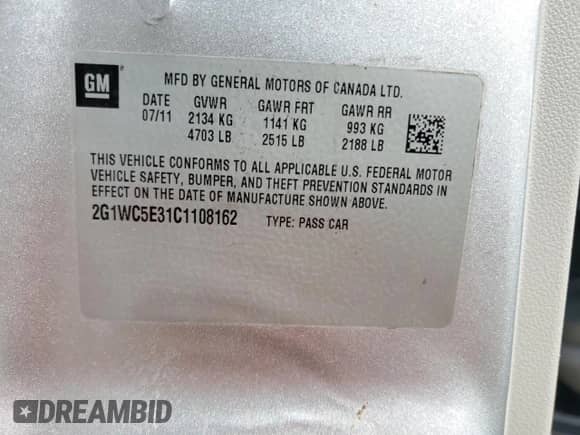 GM
MFD BY GENERAL MOTORS OF CANADA LTD.
DATE GVWR GAWR FRT GAWR RR
07/11 2134 KG 1141 KG 993 KG
4703 LB 2515 LB 2188 LB
THIS VEHICLE CONFORMS TO ALL APPLICABLE U.S. FEDERAL MOTOR
VEHICLE SAFETY, BUMPER, AND THEFT PREVENTION STANDARDS IN
EFFECT ON THE DATE OF MANUFACTURE SHOWN ABOVE.
2G1WC5E31C1108162 TYPE: PASS CAR
DREAMBID